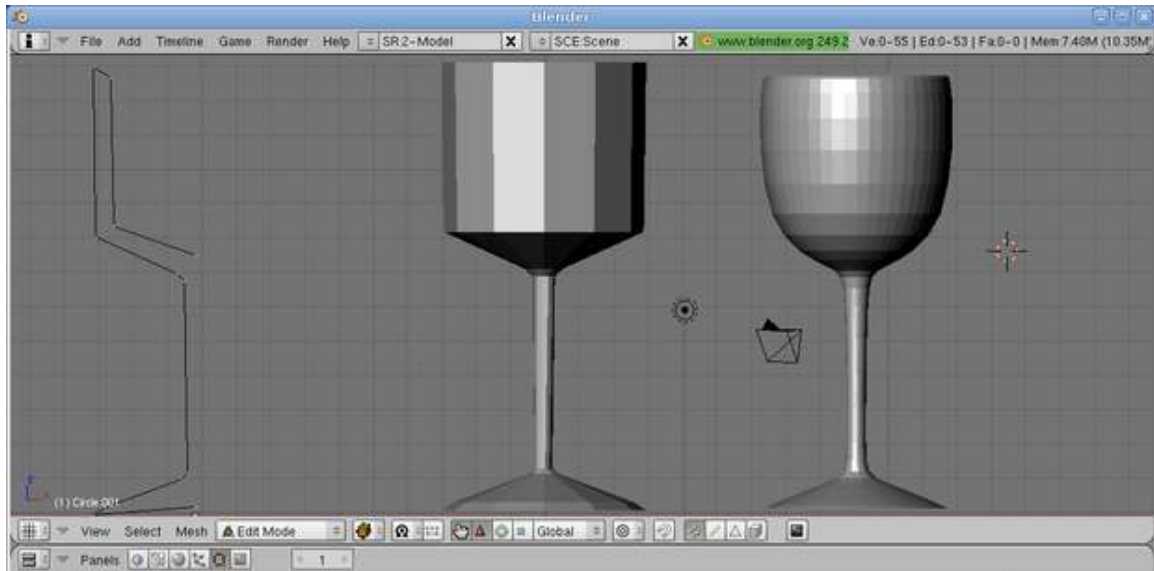 Blender
File Add Timeline Game Render Help SR:2-Model X SCE:Scene X www.blender.org 249.2 Ve:0-55 | Ed:0-53 | Fa:0-0 | Mem:7.48M (10.35M
(1) Circle.001
View Select Mesh Edit Mode Global
Panels 1